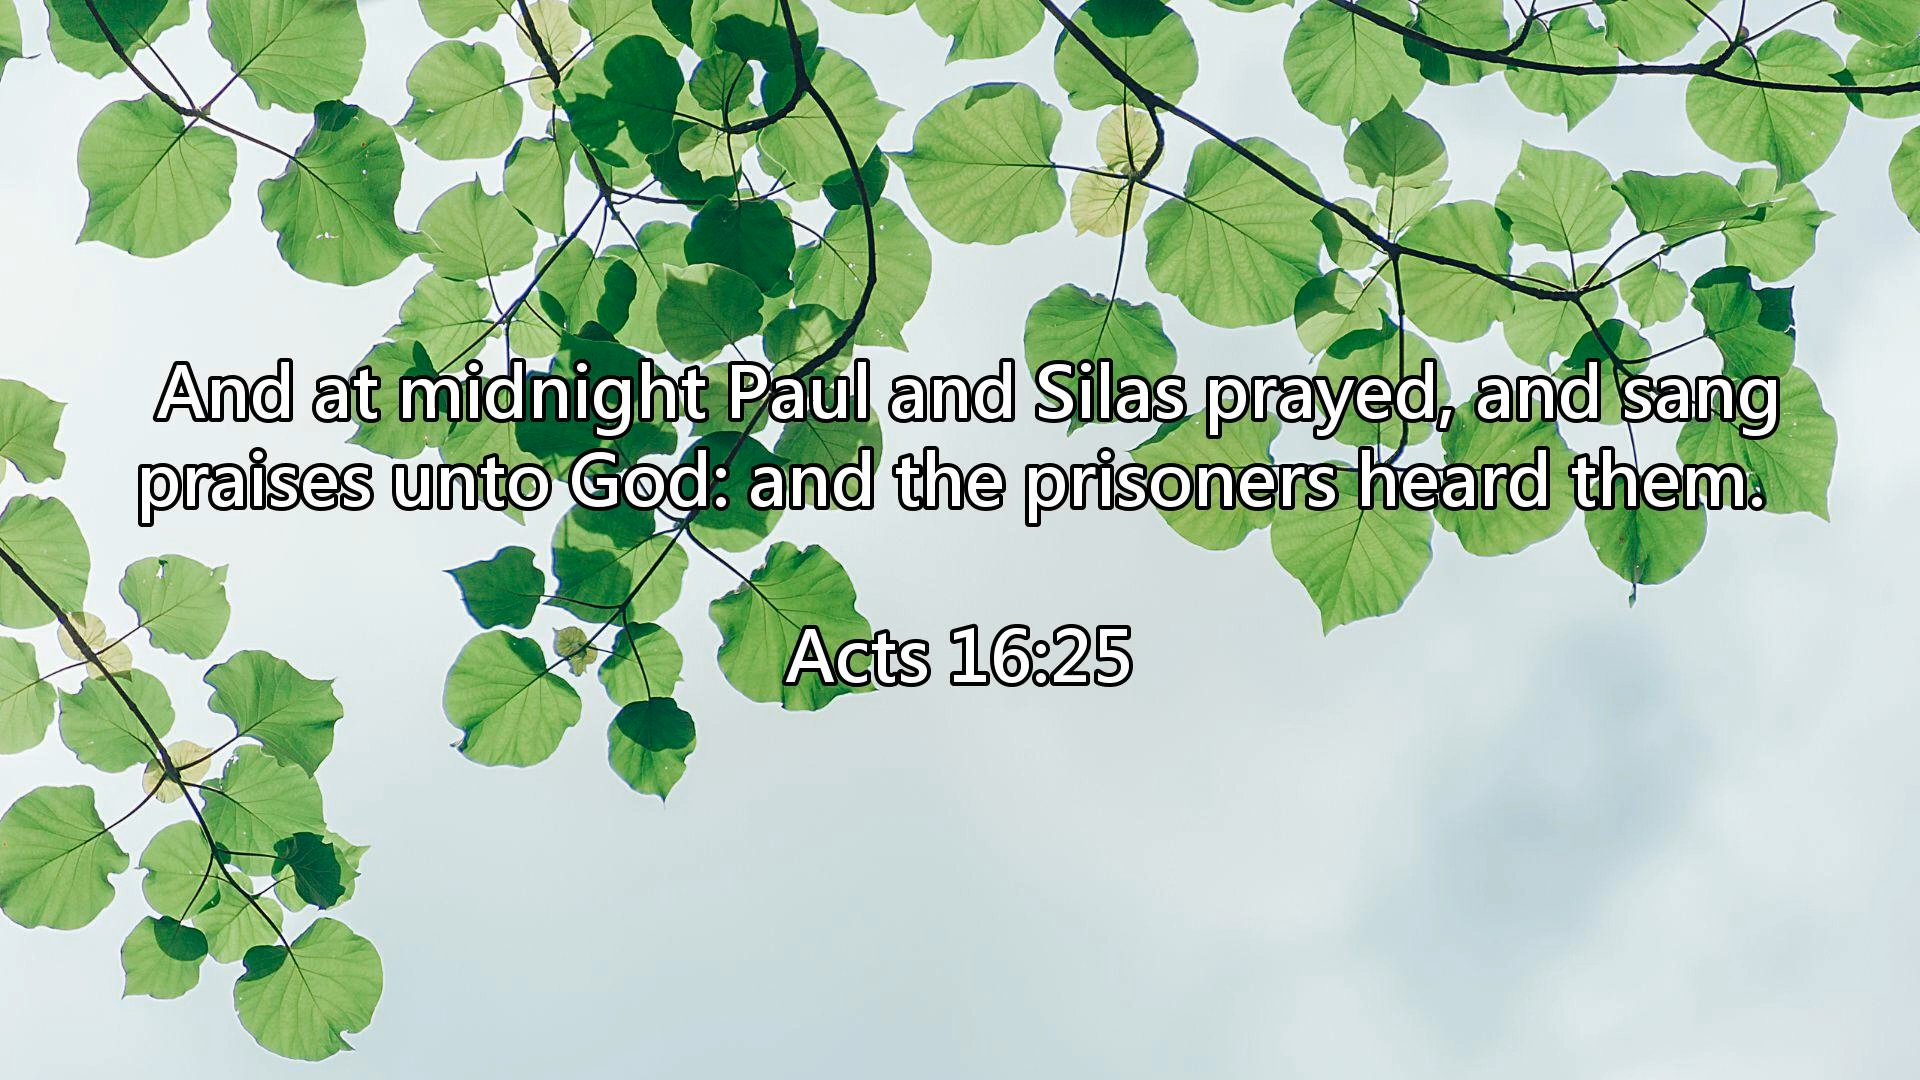 And at midnight Paul and Silas prayed, and sang
praises unto God: and the prisoners heard them.
Acts 16:25